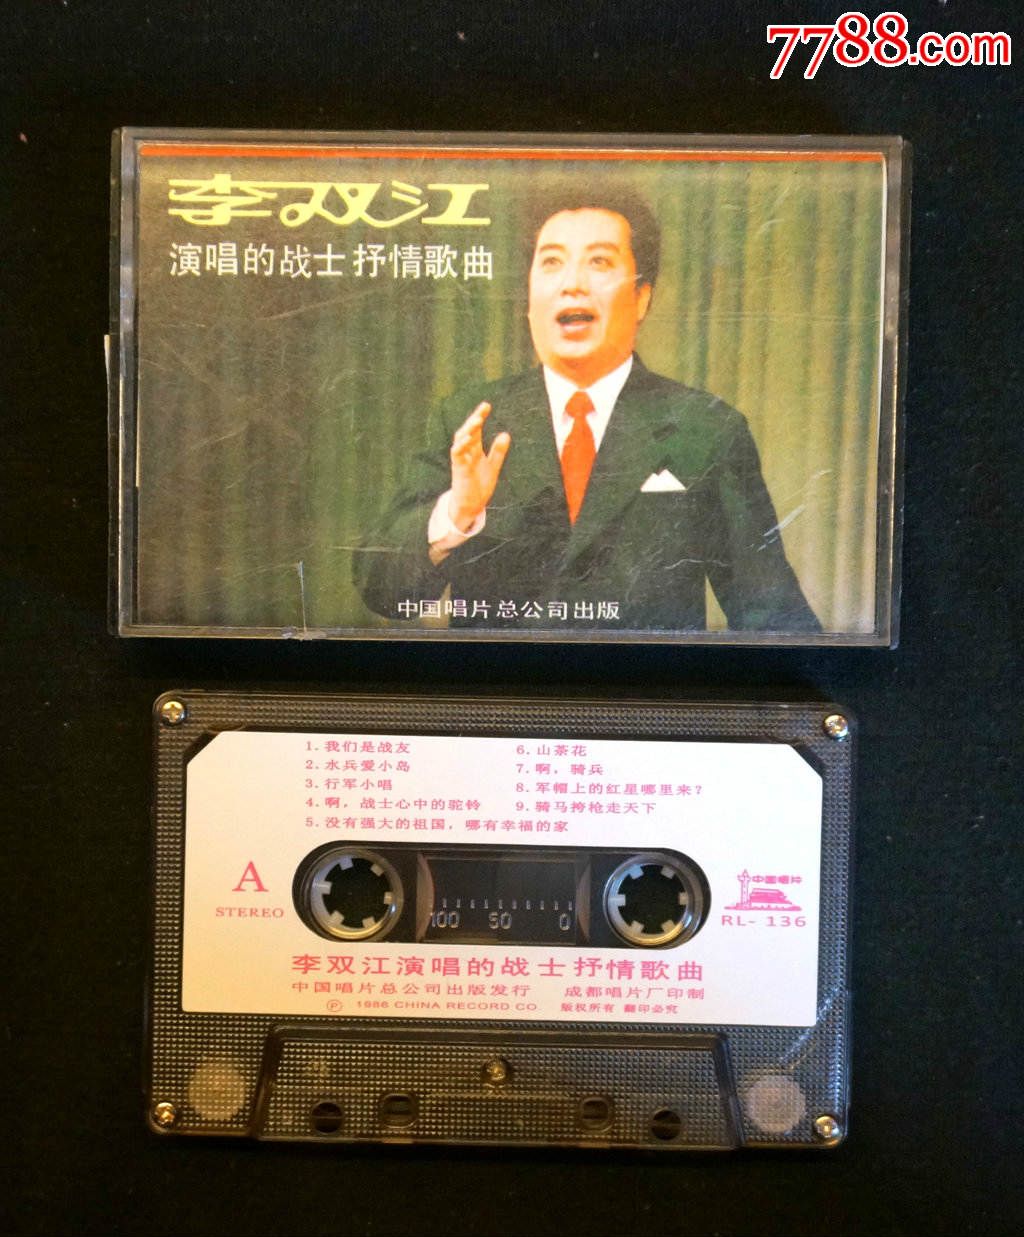 7788.com
李双江
演唱的战士抒情歌曲
中国唱片总公司出版
1.我们是战友
2.水兵爱小岛
3.行军小唱
4.啊，战士心中的驼铃
5.没有强大的祖国，哪有幸福的家
6.山茶花
7.啊，骑兵
8.军帽上的红星哪里来？
9.骑马挎枪走天下
A
STEREO
100 50 0
中国唱片
RL-136
李双江演唱的战士抒情歌曲
中国唱片总公司出版发行 成都唱片厂印制
Ⓟ 1986 CHINA RECORD CO. 版权所有 翻印必究